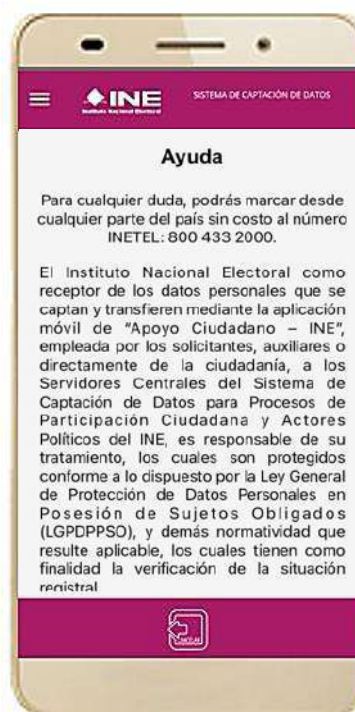 INE
Instituto Nacional Electoral
SISTEMA DE CAPTACIÓN DE DATOS
Ayuda
Para cualquier duda, podrás marcar desde
cualquier parte del país sin costo al número
INETEL: 800 433 2000.
El Instituto Nacional Electoral como
receptor de los datos personales que se
captan y transfieren mediante la aplicación
móvil de “Apoyo Ciudadano – INE”,
empleada por los solicitantes, auxiliares o
directamente de la ciudadanía, a los
Servidores Centrales del Sistema de
Captación de Datos para Procesos de
Participación Ciudadana y Actores
Políticos del INE, es responsable de su
tratamiento, los cuales son protegidos
conforme a lo dispuesto por la Ley General
de Protección de Datos Personales en
Posesión de Sujetos Obligados
(LGPDPPSO), y demás normatividad que
resulte aplicable, los cuales tienen como
finalidad la verificación de la situación
registral